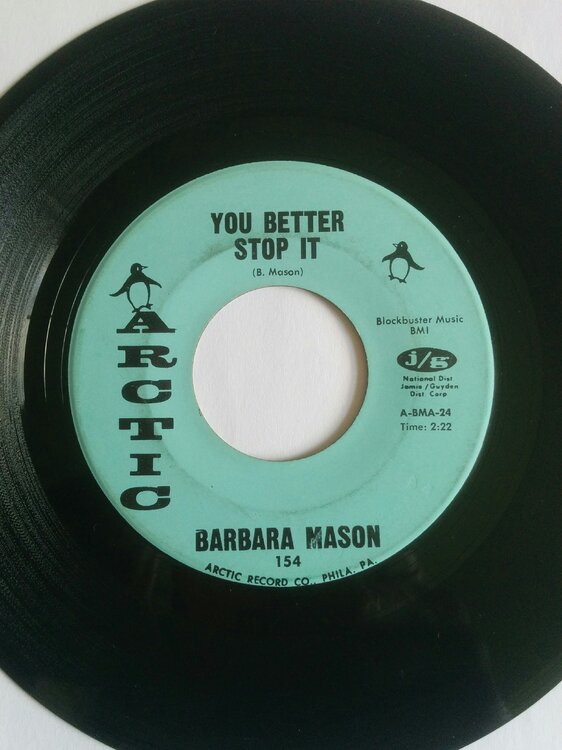 YOU BETTER
STOP IT
(B. Mason)
ARCTIC
Blockbuster Music
BMI
j/g
National Dist
Jamie/Guyden
Dist Corp
A-BMA-24
Time: 2:22
BARBARA MASON
154
ARCTIC RECORD CO., PHILA. PA.